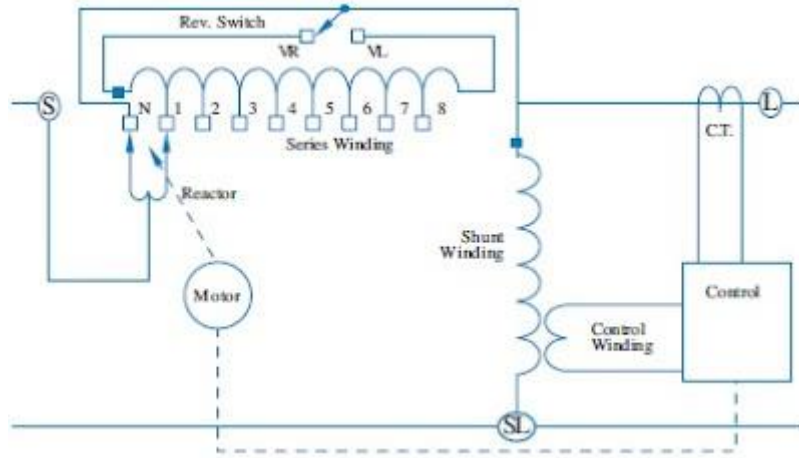 Rev. Switch
VR VL
S N 1 2 3 4 5 6 7 8 L
C.T.
Series Winding
Reactor
Shunt
Winding
Motor Control
Control
Winding
SL